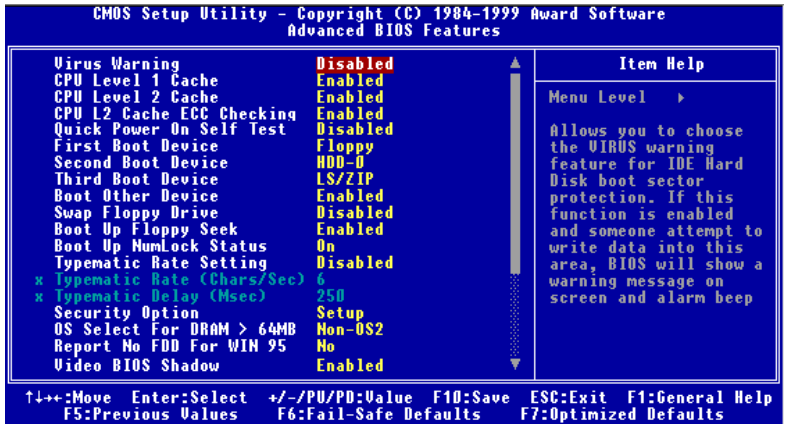 CMOS Setup Utility - Copyright (C) 1984-1999 Award Software
Advanced BIOS Features
Virus Warning Disabled
CPU Level 1 Cache Enabled
CPU Level 2 Cache Enabled
CPU L2 Cache ECC Checking Enabled
Quick Power On Self Test Disabled
First Boot Device Floppy
Second Boot Device HDD-0
Third Boot Device LS/ZIP
Boot Other Device Enabled
Swap Floppy Drive Disabled
Boot Up Floppy Seek Enabled
Boot Up NumLock Status On
Typematic Rate Setting Disabled
x Typematic Rate (Chars/Sec) 6
x Typematic Delay (Msec) 250
Security Option Setup
OS Select For DRAM > 64MB Non-OS2
Report No FDD For WIN 95 No
Video BIOS Shadow Enabled
Item Help
Menu Level ▸
Allows you to choose
the VIRUS warning
feature for IDE Hard
Disk boot sector
protection. If this
function is enabled
and someone attempt to
write data into this
area, BIOS will show a
warning message on
screen and alarm beep
↑↓→←:Move Enter:Select +/-/PU/PD:Value F10:Save ESC:Exit F1:General Help
F5:Previous Values F6:Fail-Safe Defaults F7:Optimized Defaults